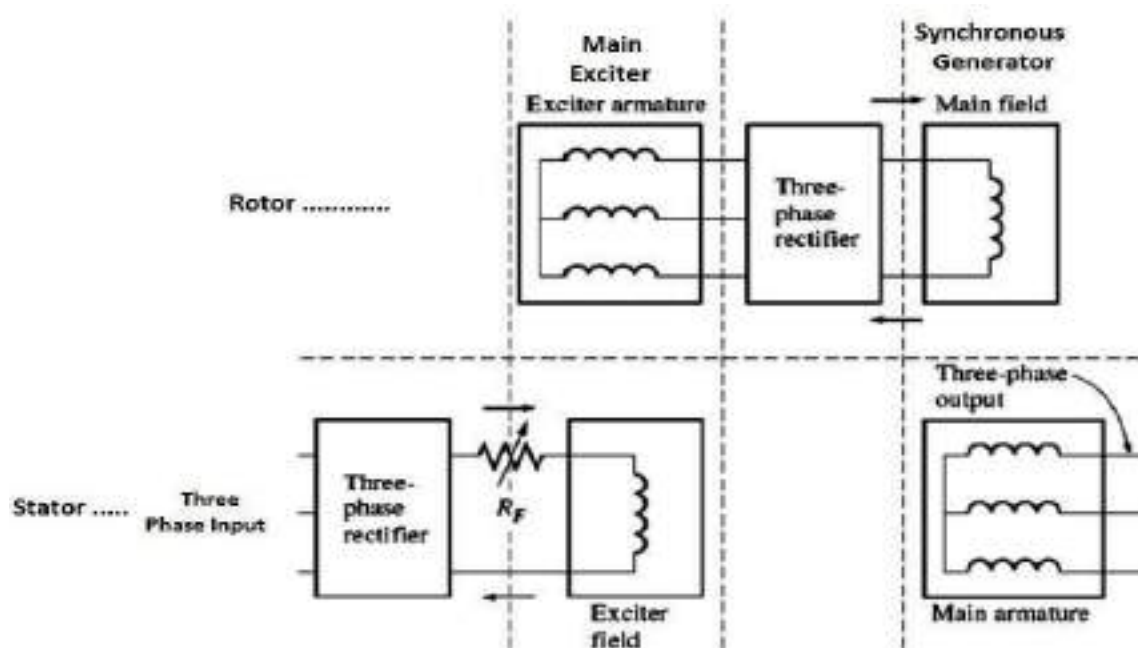 Main
Exciter
Exciter armature
Synchronous
Generator
Main field
Rotor ............
Three-
phase
rectifier
Three-phase
output
Stator .....
Three
Phase Input
Three-
phase
rectifier
RF
Exciter
field
Main armature